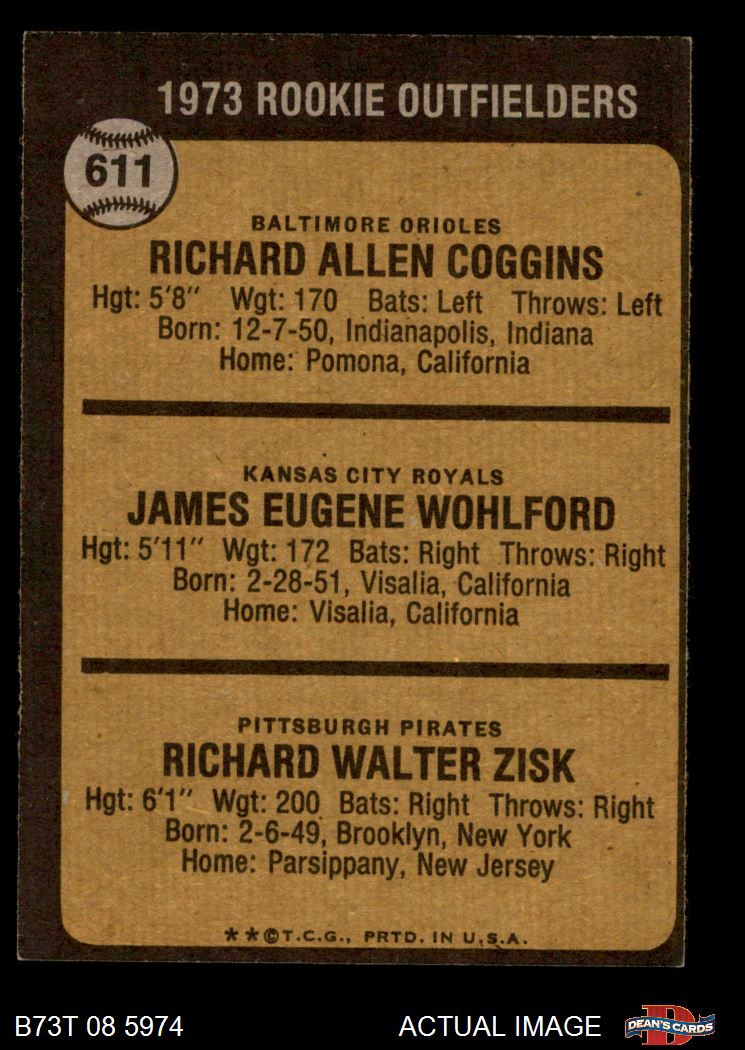 1973 ROOKIE OUTFIELDERS
611
BALTIMORE ORIOLES
RICHARD ALLEN COGGINS
Hgt: 5'8" Wgt: 170 Bats: Left Throws: Left
Born: 12-7-50, Indianapolis, Indiana
Home: Pomona, California
KANSAS CITY ROYALS
JAMES EUGENE WOHLFORD
Hgt: 5'11" Wgt: 172 Bats: Right Throws: Right
Born: 2-28-51, Visalia, California
Home: Visalia, California
PITTSBURGH PIRATES
RICHARD WALTER ZISK
Hgt: 6'1" Wgt: 200 Bats: Right Throws: Right
Born: 2-6-49, Brooklyn, New York
Home: Parsippany, New Jersey
**©T.C.G., PRTD. IN U.S.A.
B73T 08 5974 ACTUAL IMAGE DEAN'S CARDS